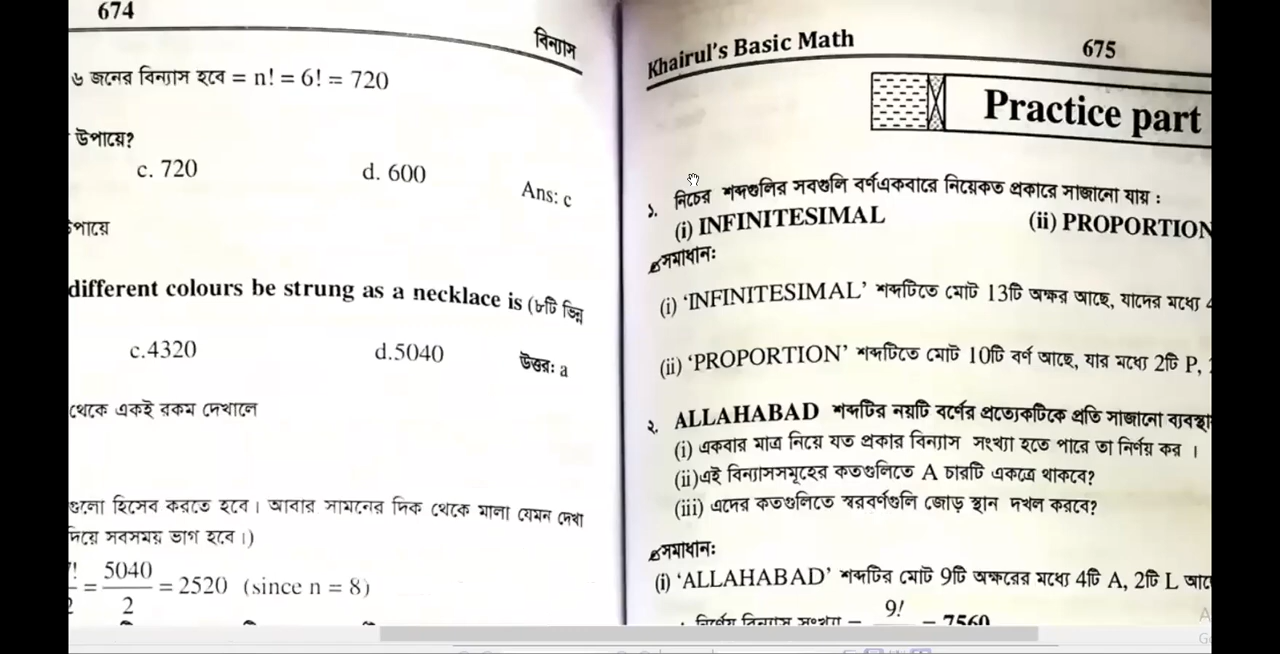 674
বিন্যাস
৬ জনের বিন্যাস হবে = n! = 6! = 720
উপায়ে?
c. 720 d. 600
Ans: c
পায়ে
different colours be strung as a necklace is (৮টি ভিন্ন
c.4320 d.5040 উত্তর: a
থেকে একই রকম দেখালে
গুলো হিসেব করতে হবে। আবার সামনের দিক থেকে মালা যেমন দেখা
দিয়ে সবসময় ভাগ হবে।)
= 5040/2 = 2520 (since n = 8)
Khairul's Basic Math 675
Practice part
১. নিচের শব্দগুলির সবগুলি বর্ণএকবারে নিয়েকত প্রকারে সাজানো যায় :
(i) INFINITESIMAL (ii) PROPORTION
সমাধান:
(i) 'INFINITESIMAL' শব্দটিতে মোট 13টি অক্ষর আছে, যাদের মধ্যে
(ii) 'PROPORTION' শব্দটিতে মোট 10টি বর্ণ আছে, যার মধ্যে 2টি P,
২. ALLAHABAD শব্দটির নয়টি বর্ণের প্রত্যেকটিকে প্রতি সাজানো ব্যবস্থা
(i) একবার মাত্র নিয়ে যত প্রকার বিন্যাস সংখ্যা হতে পারে তা নির্ণয় কর ।
(ii)এই বিন্যাসসমূহের কতগুলিতে A চারটি একত্রে থাকবে?
(iii) এদের কতগুলিতে স্বরবর্ণগুলি জোড় স্থান দখল করবে?
সমাধান:
(i) 'ALLAHABAD' শব্দটির মোট 9টি অক্ষরের মধ্যে 4টি A, 2টি L
নির্ণেয় বিন্যাস সংখ্যা = 9! = 7560